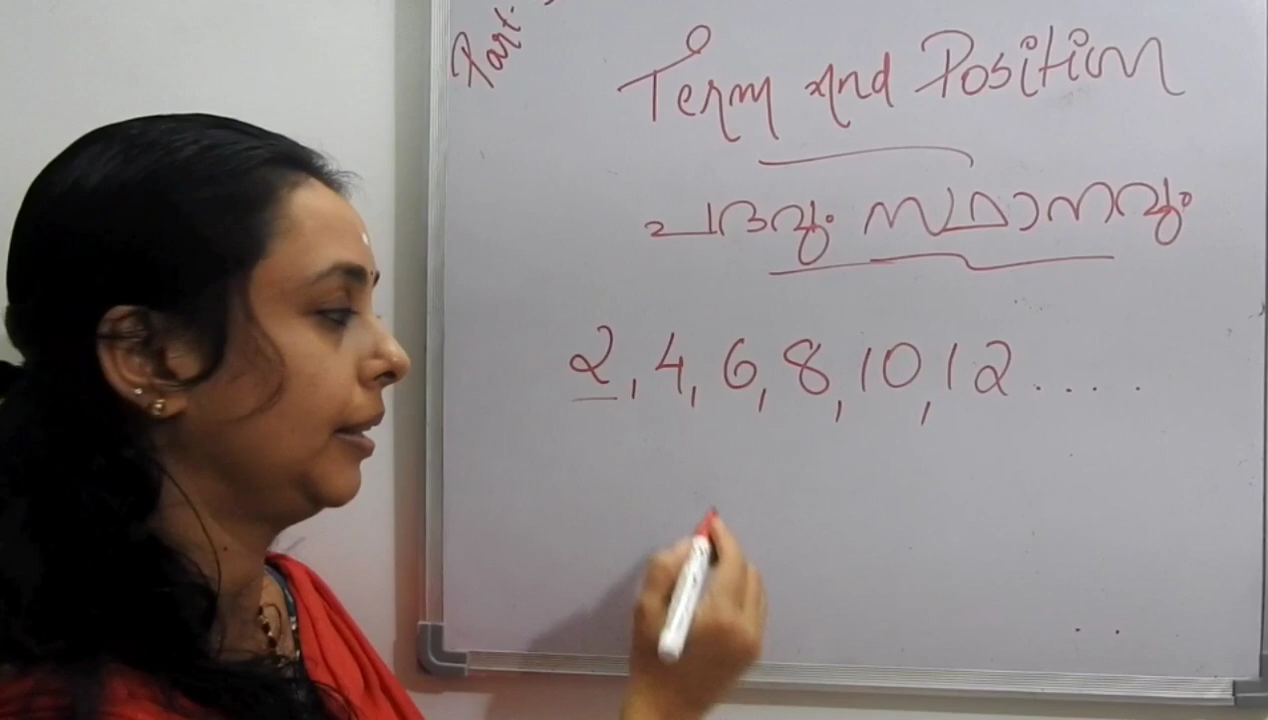 Part-
Term And Position
പദവും സ്ഥാനവും
2, 4, 6, 8, 10, 12 . . . .